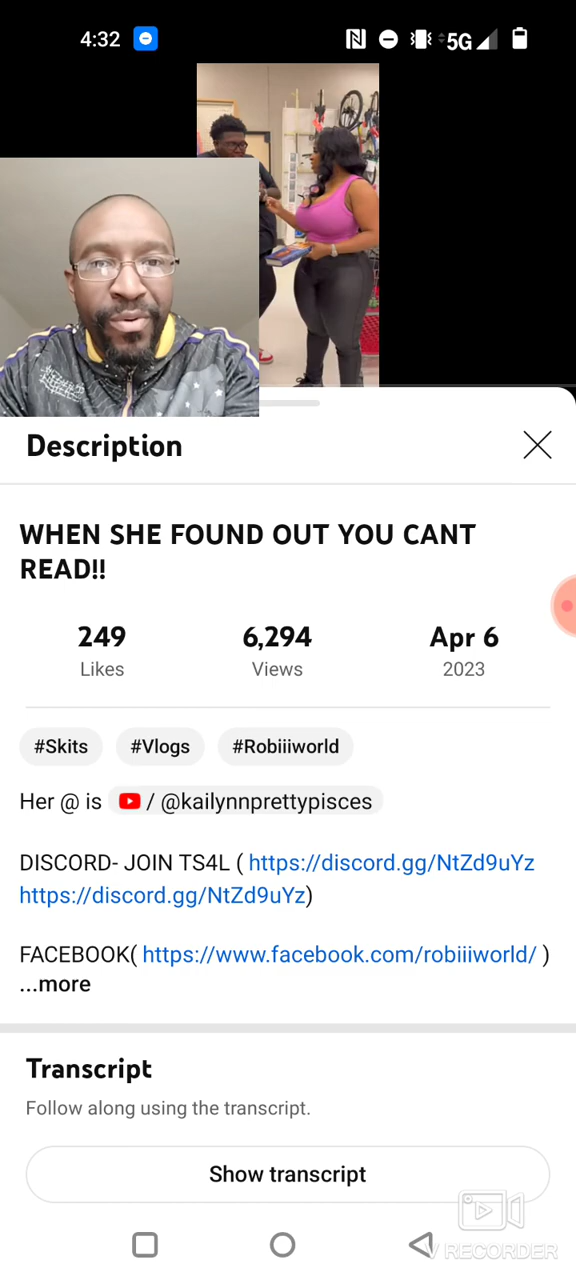 4:32
5G
Description
WHEN SHE FOUND OUT YOU CANT
READ!!
249
Likes
6,294
Views
Apr 6
2023
#Skits
#Vlogs
#Robiiiworld
Her @ is / @kailynnprettypisces
DISCORD- JOIN TS4L ( https://discord.gg/NtZd9uYz
https://discord.gg/NtZd9uYz)
FACEBOOK( https://www.facebook.com/robiiiworld/ )
...more
Transcript
Follow along using the transcript.
Show transcript
V RECORDER